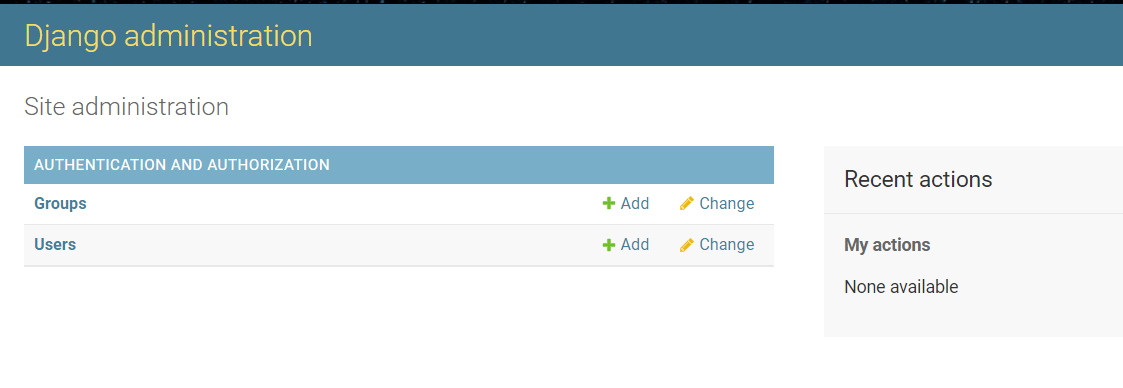 Django administration
Site administration
AUTHENTICATION AND AUTHORIZATION
Groups Add Change
Users Add Change
Recent actions
My actions
None available